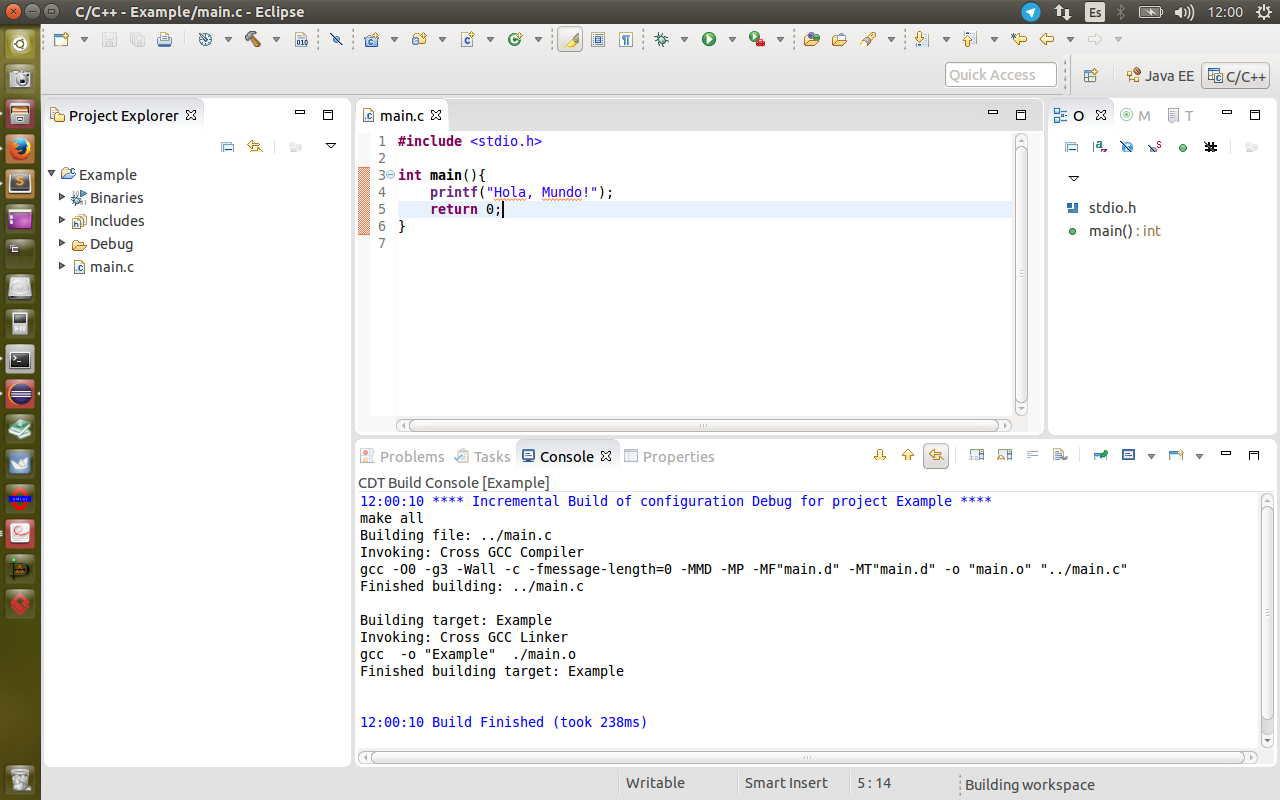 C/C++ - Example/main.c - Eclipse
Es
12:00
010
Quick Access
Java EE
C/C++
Project Explorer
Example
Binaries
Includes
Debug
main.c
main.c
1 #include <stdio.h>
2
3 int main(){
4 printf("Hola, Mundo!");
5 return 0;
6 }
7
O
M
T
stdio.h
main() : int
Problems
Tasks
Console
Properties
CDT Build Console [Example]
12:00:10 **** Incremental Build of configuration Debug for project Example ****
make all
Building file: ../main.c
Invoking: Cross GCC Compiler
gcc -O0 -g3 -Wall -c -fmessage-length=0 -MMD -MP -MF"main.d" -MT"main.d" -o "main.o" "../main.c"
Finished building: ../main.c
Building target: Example
Invoking: Cross GCC Linker
gcc  -o "Example"  ./main.o
Finished building target: Example
12:00:10 Build Finished (took 238ms)
Writable
Smart Insert
5 : 14
Building workspace